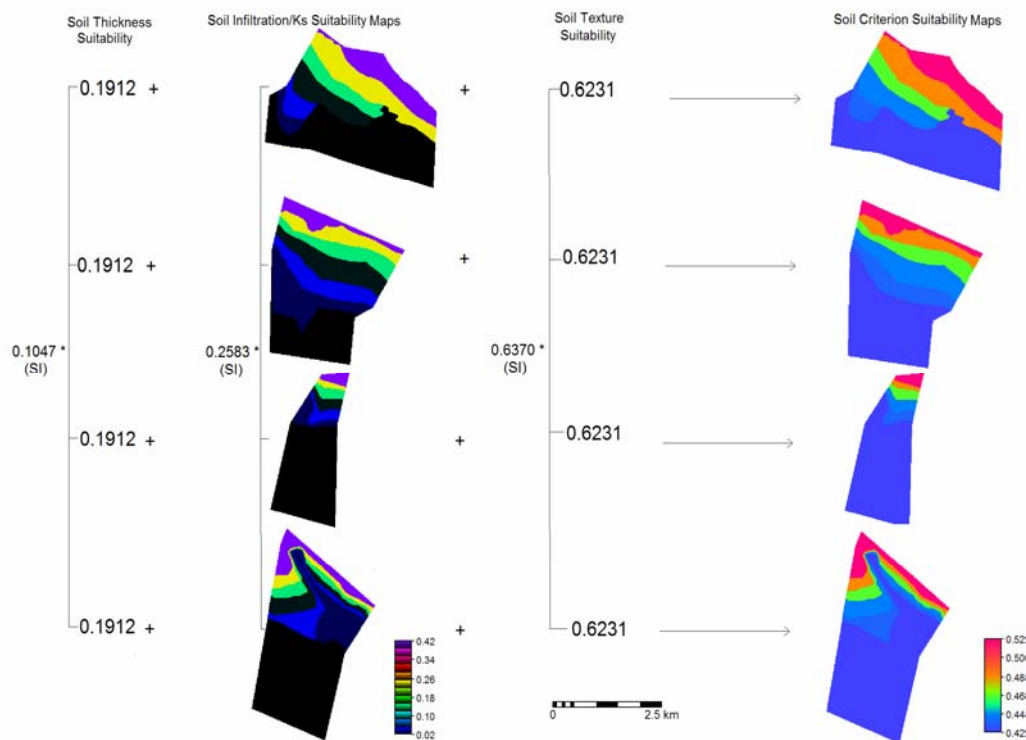 Soil Thickness
Suitability
Soil Infiltration/Ks Suitability Maps
Soil Texture
Suitability
Soil Criterion Suitability Maps
0.1912 +
+
0.6231
0.1912 +
+
0.6231
0.1047 *
(SI)
0.2583 *
(SI)
0.6370 *
(SI)
0.1912 +
+
0.6231
0.1912 +
+
0.6231
0.42
0.34
0.26
0.18
0.10
0.02
0 2.5 km